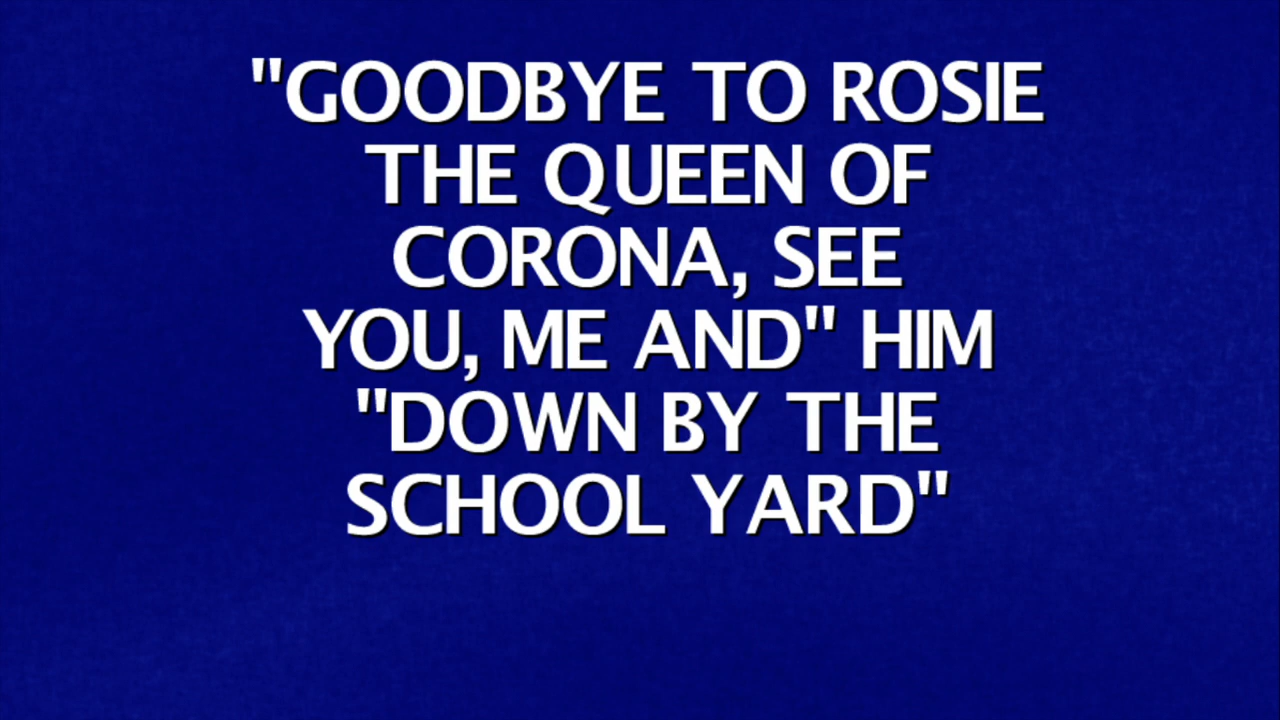 "GOODBYE TO ROSIE
THE QUEEN OF
CORONA, SEE
YOU, ME AND" HIM
"DOWN BY THE
SCHOOL YARD"